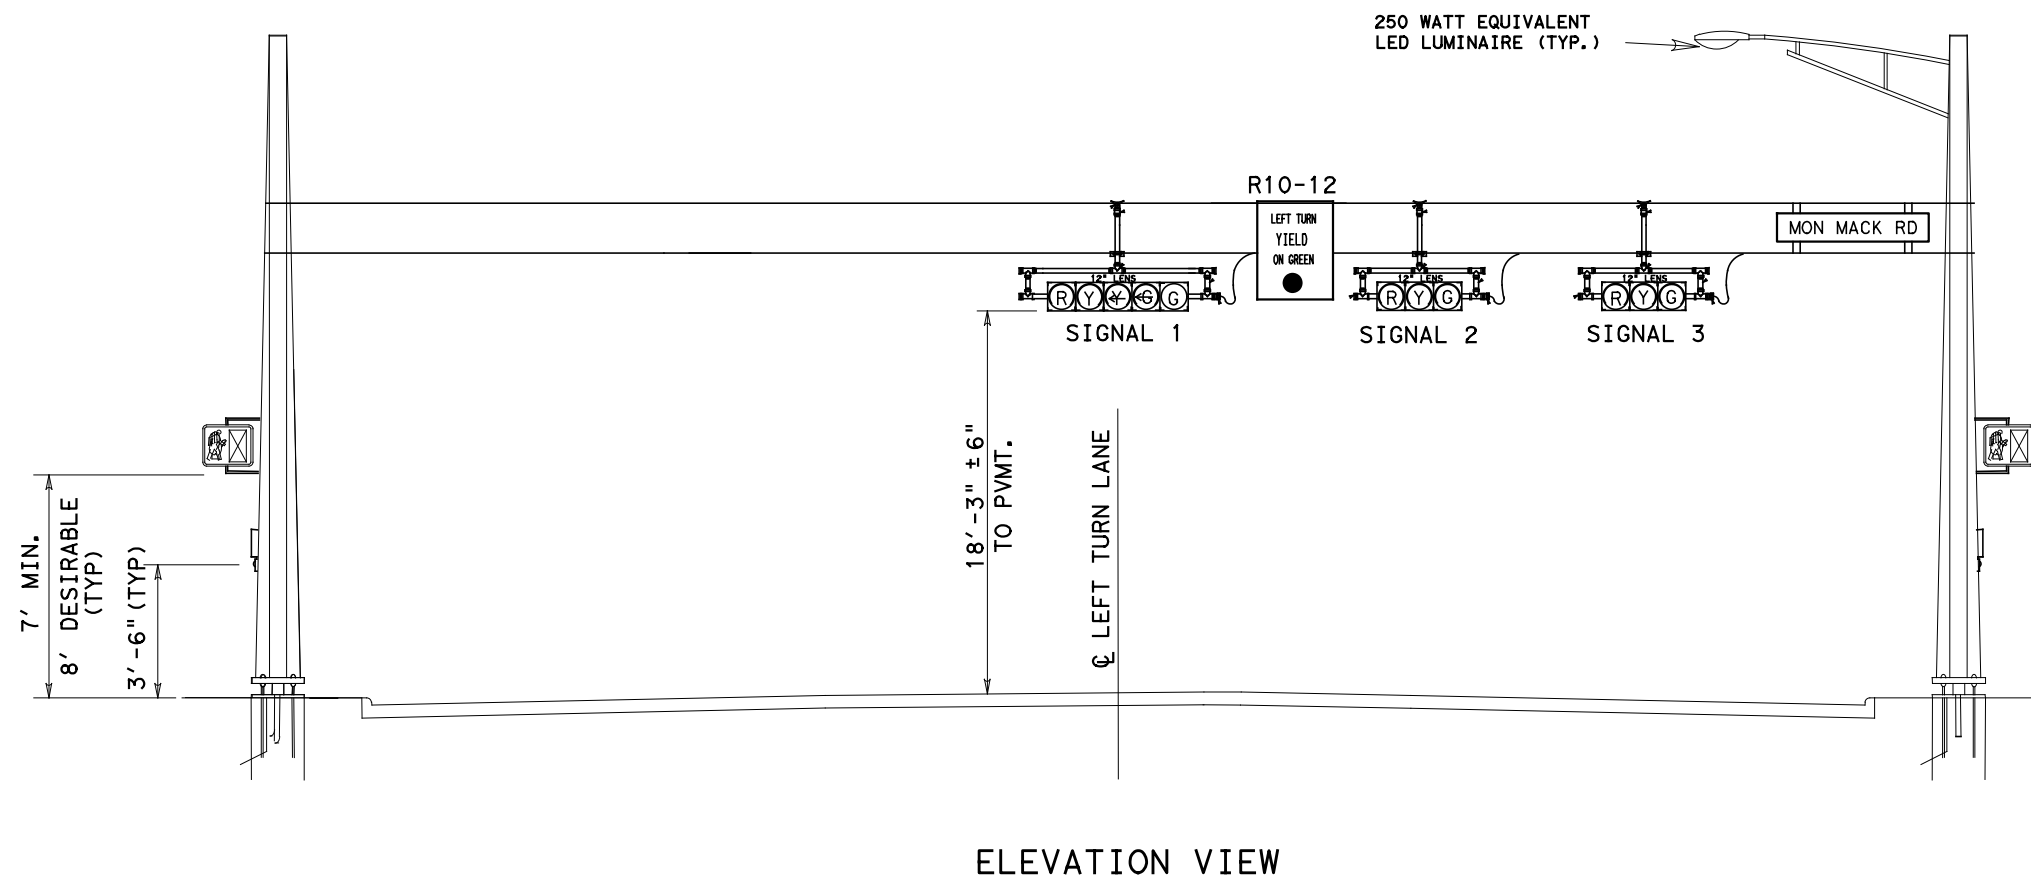 250 WATT EQUIVALENT
LED LUMINAIRE (TYP.)
R10-12
LEFT TURN
YIELD
ON GREEN
MON MACK RD
12" LENS
R Y Y G G
SIGNAL 1
12" LENS
R Y G
SIGNAL 2
12" LENS
R Y G
SIGNAL 3
7' MIN.
8' DESIRABLE
(TYP)
3'-6" (TYP)
18'-3" ± 6"
TO PVMT.
℄ LEFT TURN LANE
ELEVATION VIEW